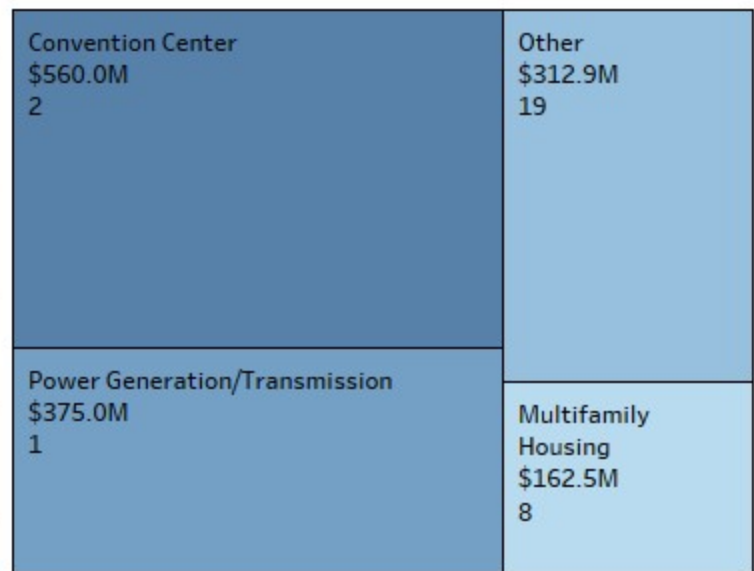 Convention Center
$560.0M
2
Other
$312.9M
19
Power Generation/Transmission
$375.0M
1
Multifamily
Housing
$162.5M
8